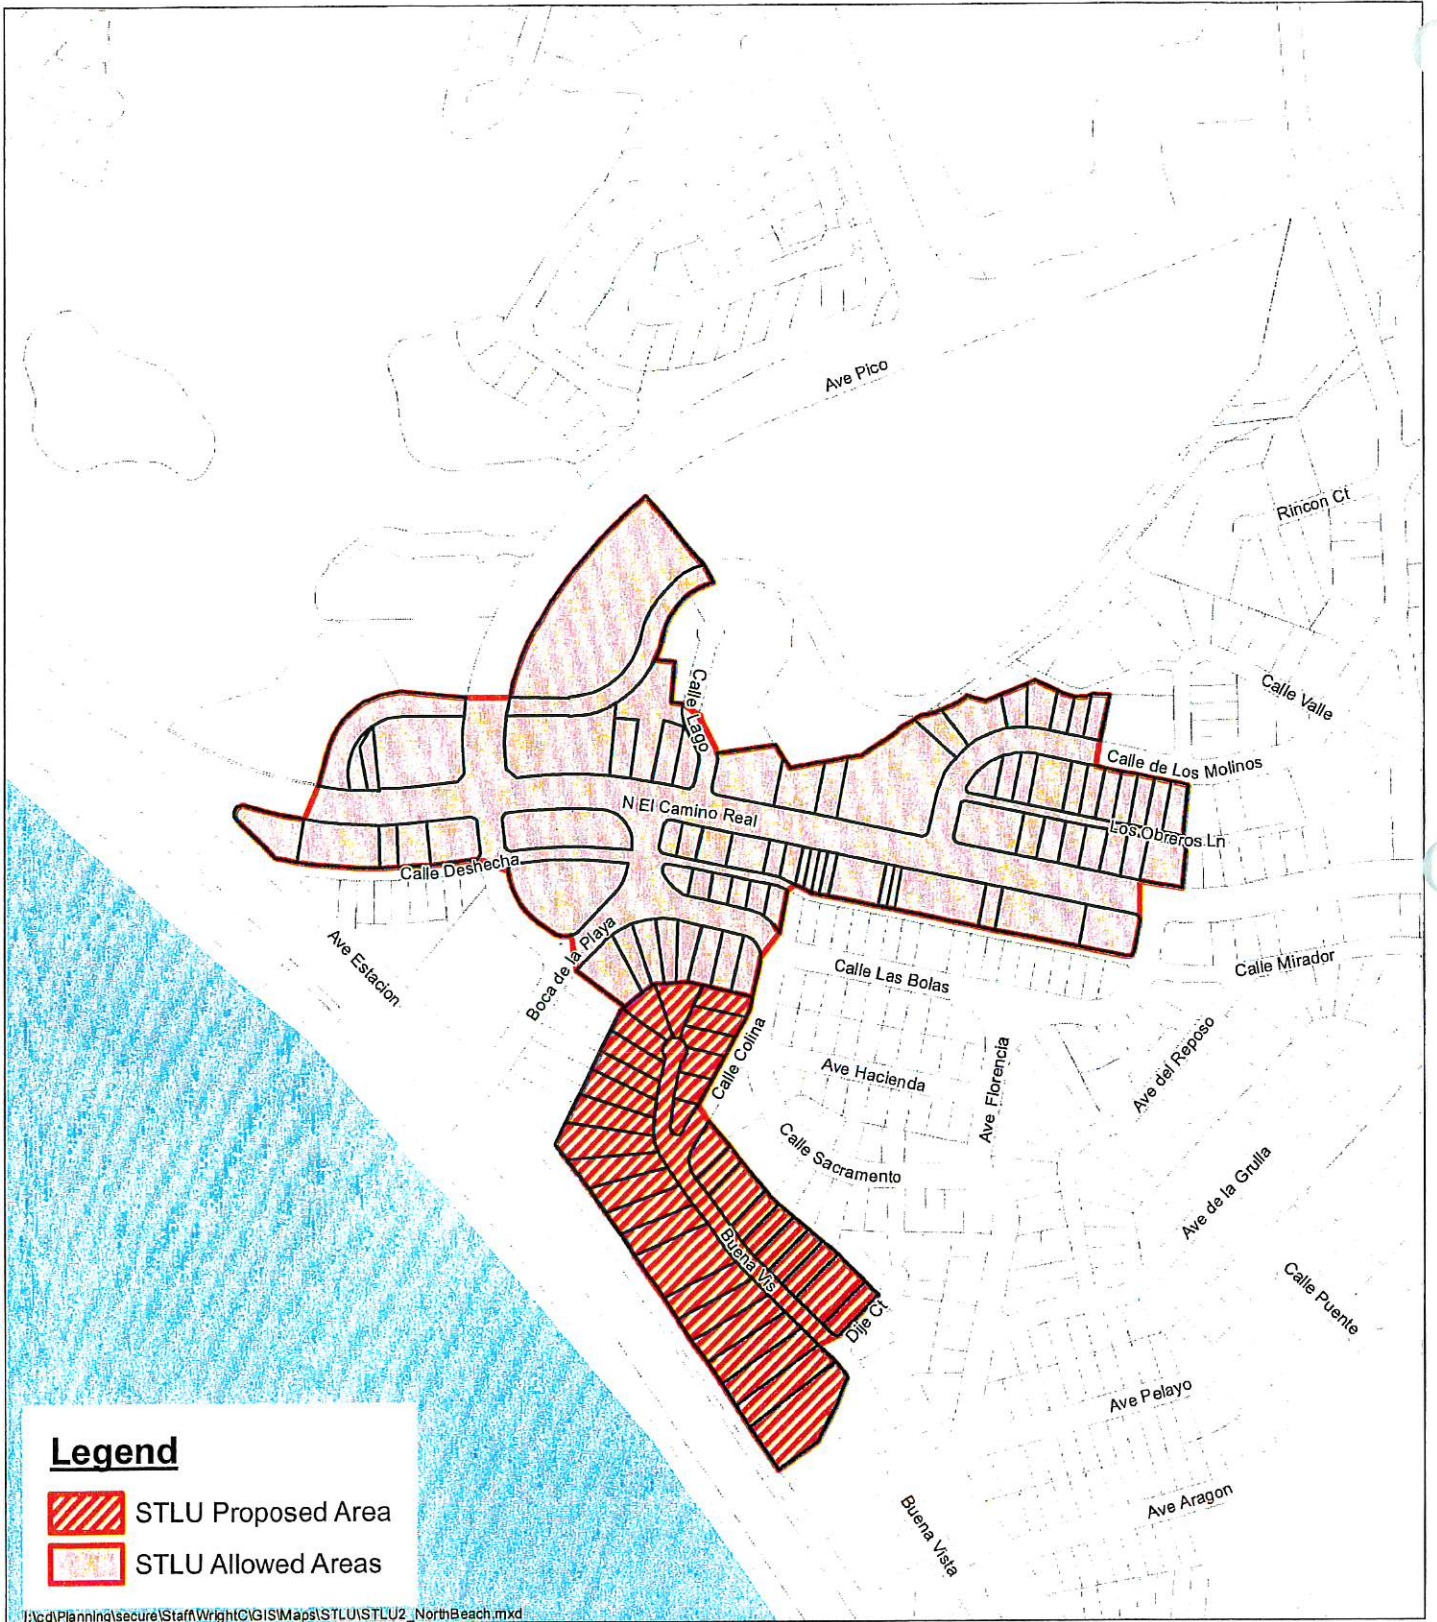 Ave Pico
Rincon Ct
Calle Valle
Calle Lago
Calle de Los Molinos
N El Camino Real
Los Obreros Ln
Calle Deshecha
Ave Estacion
Boca de la Playa
Calle Las Bolas
Calle Mirador
Calle Colina
Ave Hacienda
Ave Florencia
Ave del Reposo
Calle Sacramento
Ave de la Grulla
Buena Vis
Dije Ct
Calle Puente
Ave Pelayo
Ave Aragon
Buena Vista
Legend
STLU Proposed Area
STLU Allowed Areas
I:\cd\Planning\secure\Staff\WrightC\GIS\Maps\STLU\STLU2_NorthBeach.mxd